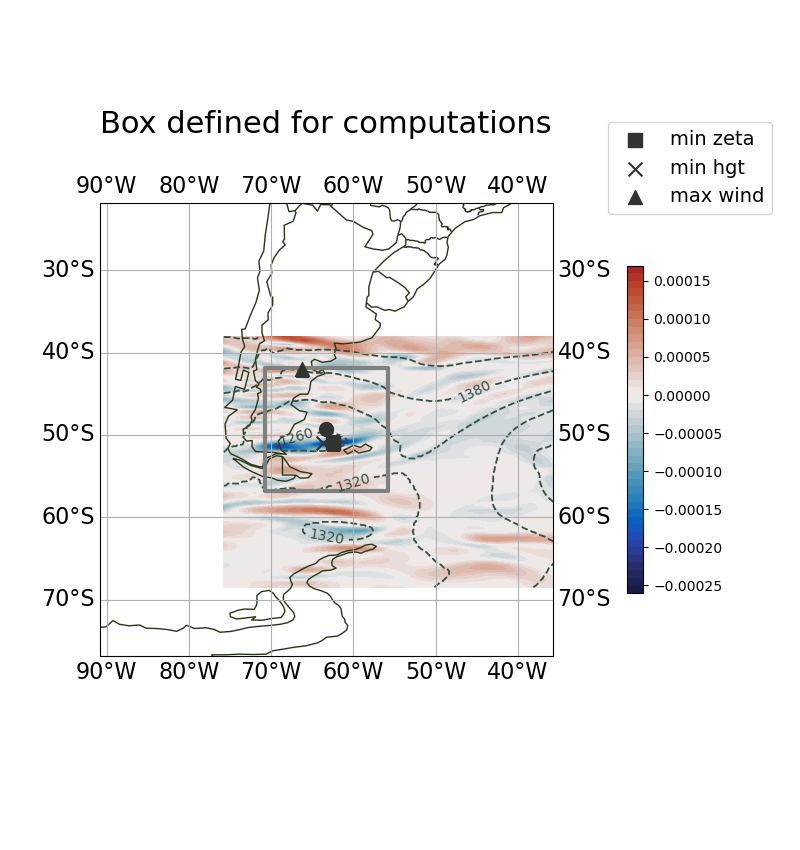 Box defined for computations
min zeta
min hgt
max wind
90°W 80°W 70°W 60°W 50°W 40°W
30°S 30°S
40°S 40°S
50°S 50°S
60°S 60°S
70°S 70°S
90°W 80°W 70°W 60°W 50°W 40°W
1380
1260
1320
1320
0.00015
0.00010
0.00005
0.00000
−0.00005
−0.00010
−0.00015
−0.00020
−0.00025